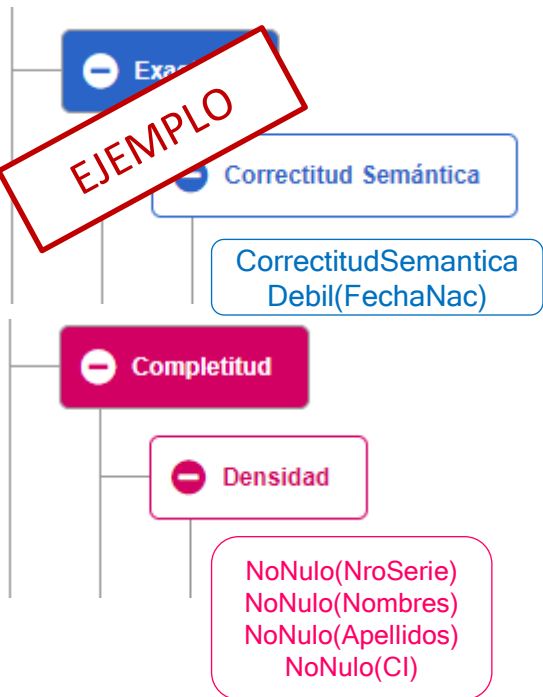 EJEMPLO
Correctitud Semántica
CorrectitudSemantica
Debil(FechaNac)
Completitud
Densidad
NoNulo(NroSerie)
NoNulo(Nombres)
NoNulo(Apellidos)
NoNulo(CI)